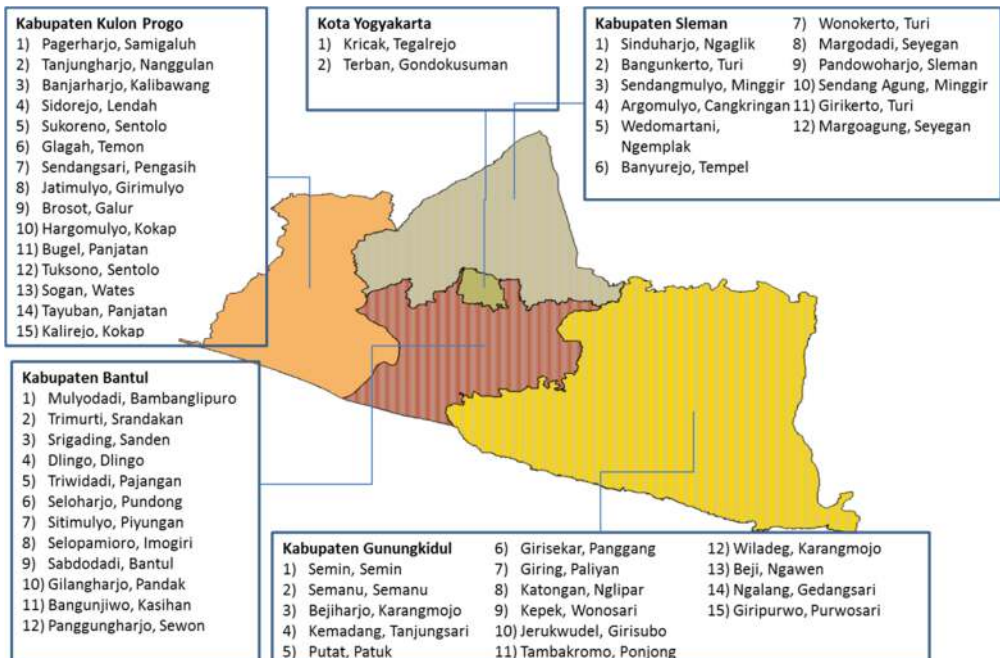 Kabupaten Kulon Progo
1) Pagerharjo, Samigaluh
2) Tanjungharjo, Nanggulan
3) Banjarharjo, Kalibawang
4) Sidorejo, Lendah
5) Sukoreno, Sentolo
6) Glagah, Temon
7) Sendangsari, Pengasih
8) Jatimulyo, Girimulyo
9) Brosot, Galur
10) Hargomulyo, Kokap
11) Bugel, Panjatan
12) Tuksono, Sentolo
13) Sogan, Wates
14) Tayuban, Panjatan
15) Kalirejo, Kokap
Kota Yogyakarta
1) Kricak, Tegalrejo
2) Terban, Gondokusuman
Kabupaten Sleman
1) Sinduharjo, Ngaglik
2) Bangunkerto, Turi
3) Sendangmulyo, Minggir
4) Argomulyo, Cangkringan
5) Wedomartani,
Ngemplak
6) Banyurejo, Tempel
7) Wonokerto, Turi
8) Margodadi, Seyegan
9) Pandowoharjo, Sleman
10) Sendang Agung, Minggir
11) Girikerto, Turi
12) Margoagung, Seyegan
Kabupaten Bantul
1) Mulyodadi, Bambanglipuro
2) Trimurti, Srandakan
3) Srigading, Sanden
4) Dlingo, Dlingo
5) Triwidadi, Pajangan
6) Seloharjo, Pundong
7) Sitimulyo, Piyungan
8) Selopamioro, Imogiri
9) Sabdodadi, Bantul
10) Gilangharjo, Pandak
11) Bangunjiwo, Kasihan
12) Panggungharjo, Sewon
Kabupaten Gunungkidul
1) Semin, Semin
2) Semanu, Semanu
3) Bejiharjo, Karangmojo
4) Kemadang, Tanjungsari
5) Putat, Patuk
6) Girisekar, Panggang
7) Giring, Paliyan
8) Katongan, Nglipar
9) Kepek, Wonosari
10) Jerukwudel, Girisubo
11) Tambakromo, Ponjong
12) Wiladeg, Karangmojo
13) Beji, Ngawen
14) Ngalang, Gedangsari
15) Giripurwo, Purwosari